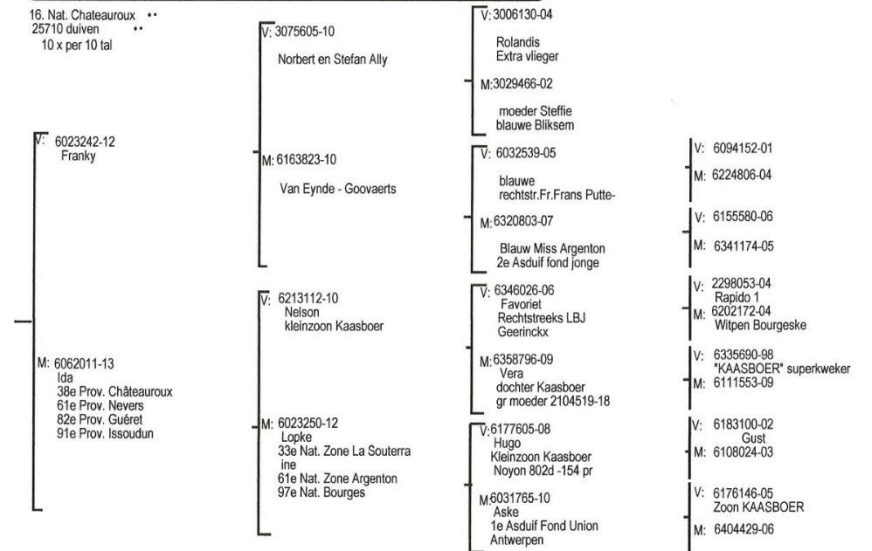 16. Nat. Chateauroux
25710 duiven
10 x per 10 tal
V: 6023242-12
Franky
M: 6062011-13
Ida
38e Prov. Châteauroux
61e Prov. Nevers
82e Prov. Guéret
91e Prov. Issoudun
V: 3075605-10
Norbert en Stefan Ally
M: 6163823-10
Van Eynde - Goovaerts
V: 6213112-10
Nelson
kleinzoon Kaasboer
M: 6023250-12
Lopke
33e Nat. Zone La Souterra
ine
61e Nat. Zone Argenton
97e Nat. Bourges
V: 3006130-04
Rolandis
Extra vlieger
M:3029466-02
moeder Steffie
blauwe Bliksem
V: 6032539-05
blauwe
rechtstr.Fr.Frans Putte-
M:6320803-07
Blauw Miss Argenton
2e Asduif fond jonge
V: 6346026-06
Favoriet
Rechtstreeks LBJ
Geerinckx
M:6358796-09
Vera
dochter Kaasboer
gr moeder 2104519-18
V:6177605-08
Hugo
Kleinzoon Kaasboer
Noyon 802d -154 pr
M:6031765-10
Aske
1e Asduif Fond Union
Antwerpen
V: 6094152-01
M: 6224806-04
V: 6155580-06
M: 6341174-05
V: 2298053-04
Rapido 1
M: 6202172-04
Witpen Bourgeske
V: 6335690-98
"KAASBOER" superkweker
M: 6111553-09
V: 6183100-02
Gust
M: 6108024-03
V: 6176146-05
Zoon KAASBOER
M: 6404429-06